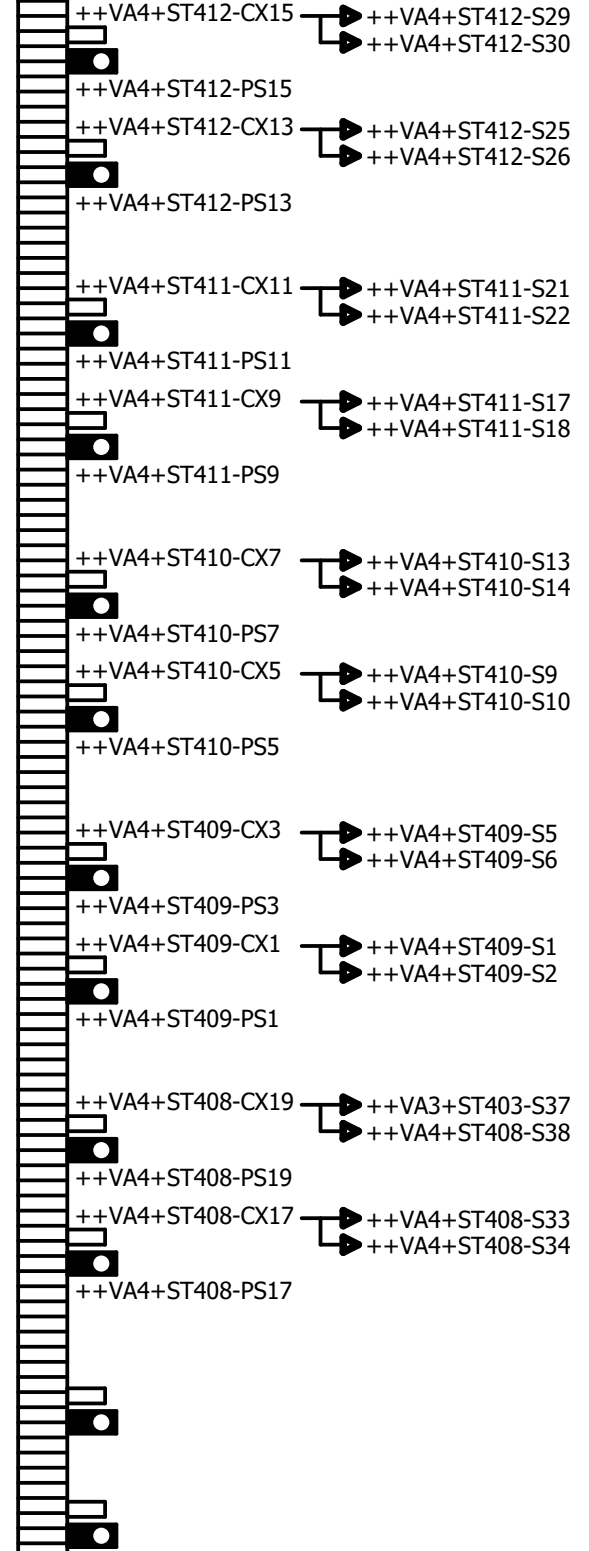 ++VA4+ST412-CX15 ++VA4+ST412-S29
++VA4+ST412-S30
++VA4+ST412-PS15
++VA4+ST412-CX13 ++VA4+ST412-S25
++VA4+ST412-S26
++VA4+ST412-PS13
++VA4+ST411-CX11 ++VA4+ST411-S21
++VA4+ST411-S22
++VA4+ST411-PS11
++VA4+ST411-CX9 ++VA4+ST411-S17
++VA4+ST411-S18
++VA4+ST411-PS9
++VA4+ST410-CX7 ++VA4+ST410-S13
++VA4+ST410-S14
++VA4+ST410-PS7
++VA4+ST410-CX5 ++VA4+ST410-S9
++VA4+ST410-S10
++VA4+ST410-PS5
++VA4+ST409-CX3 ++VA4+ST409-S5
++VA4+ST409-S6
++VA4+ST409-PS3
++VA4+ST409-CX1 ++VA4+ST409-S1
++VA4+ST409-S2
++VA4+ST409-PS1
++VA4+ST408-CX19 ++VA3+ST403-S37
++VA4+ST408-S38
++VA4+ST408-PS19
++VA4+ST408-CX17 ++VA4+ST408-S33
++VA4+ST408-S34
++VA4+ST408-PS17